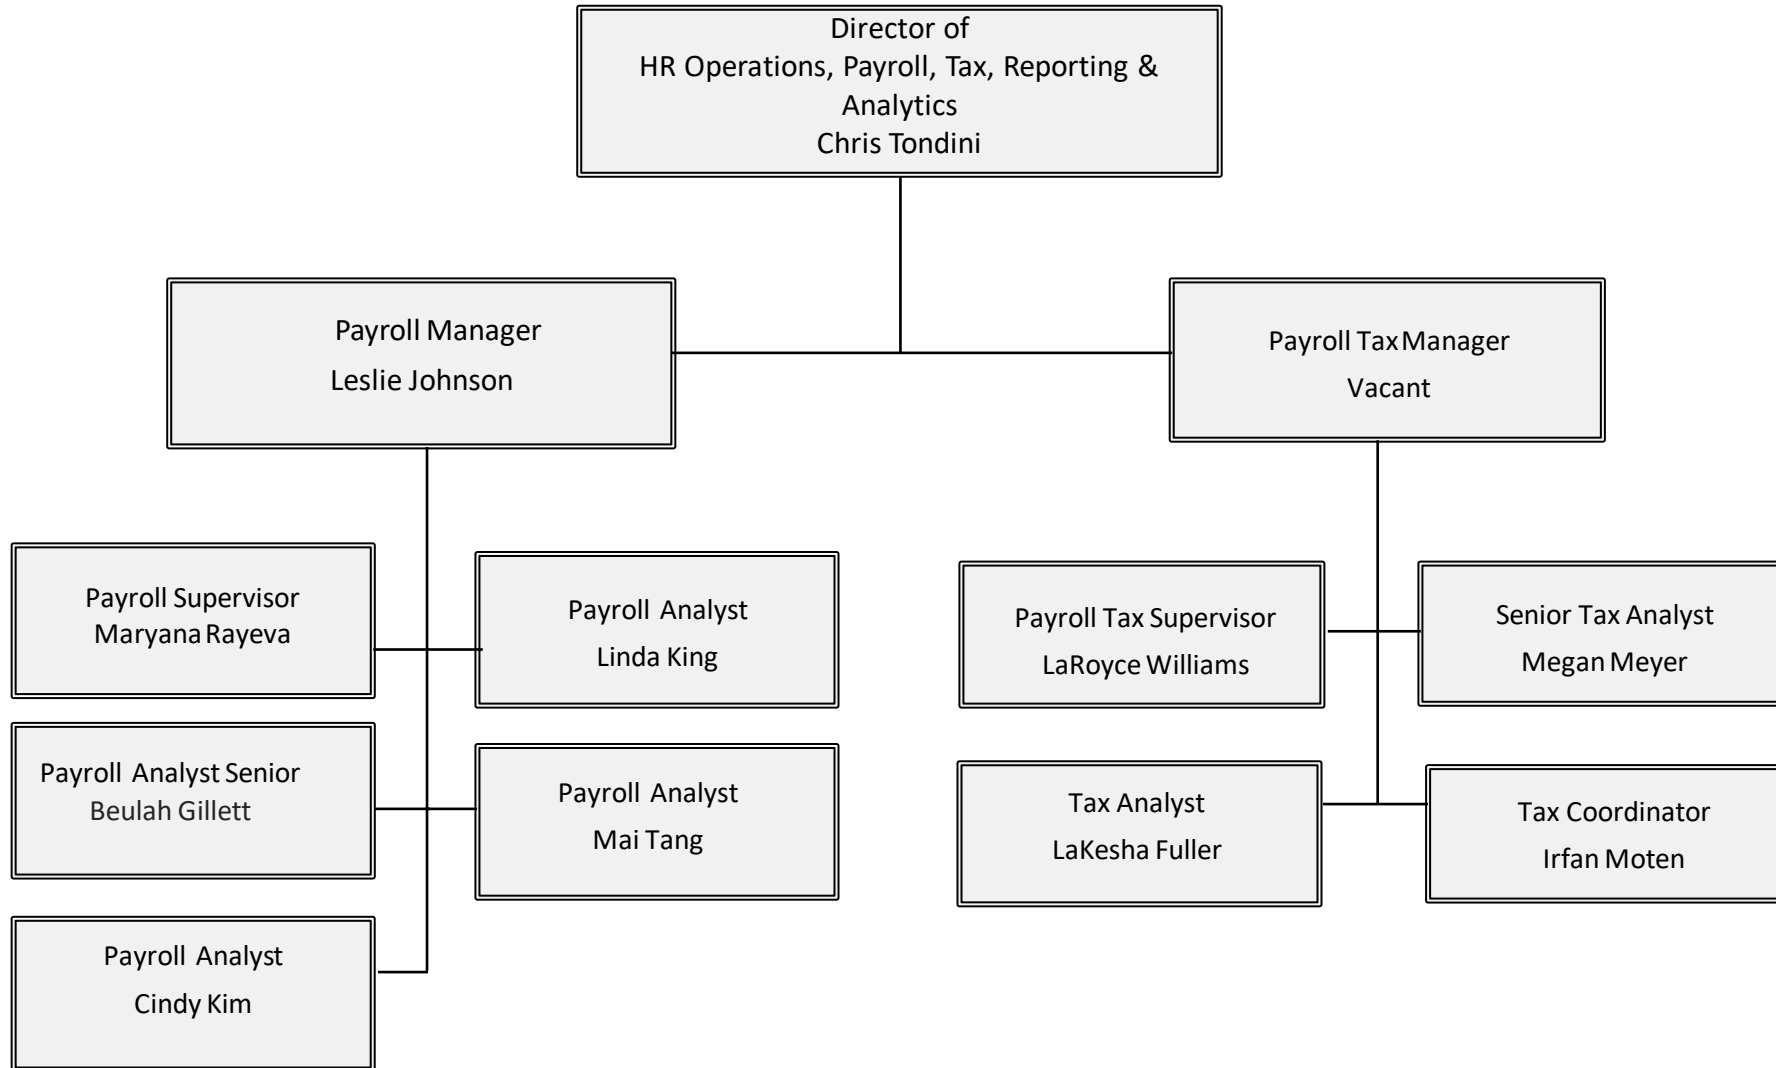 Director of
HR Operations, Payroll, Tax, Reporting &
Analytics
Chris Tondini
Payroll Manager
Leslie Johnson
Payroll Tax Manager
Vacant
Payroll Supervisor
Maryana Rayeva
Payroll Analyst
Linda King
Payroll Tax Supervisor
LaRoyce Williams
Senior Tax Analyst
Megan Meyer
Payroll Analyst Senior
Beulah Gillett
Payroll Analyst
Mai Tang
Tax Analyst
LaKesha Fuller
Tax Coordinator
Irfan Moten
Payroll Analyst
Cindy Kim